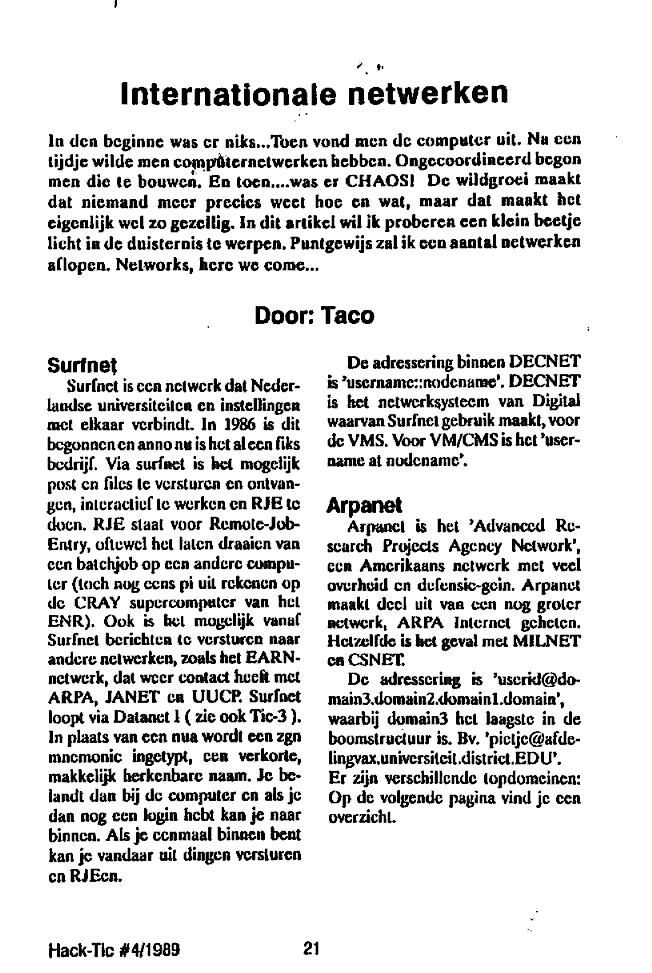 Internationale netwerken
In den beginne was er niks...Toen vond men de computer uit. Na een
tijdje wilde men computernetwerken hebben. Ongecoordineerd begon
men die te bouwen. En toen....was er CHAOS! De wildgroei maakt
dat niemand meer precies weet hoe en wat, maar dat maakt het
eigenlijk wel zo gezellig. In dit artikel wil ik proberen een klein beetje
licht in de duisternis te werpen. Puntgewijs zal ik een aantal netwerken
aflopen. Networks, here we come...
Door: Taco
Surfnet
Surfnet is een netwerk dat Neder-
landse universiteiten en instellingen
met elkaar verbindt. In 1986 is dit
begonnen en anno nu is het al een fiks
bedrijf. Via surfnet is het mogelijk
post en files te versturen en ontvan-
gen, interactief te werken en RJE te
doen. RJE staat voor Remote-Job-
Entry, oftewel het laten draaien van
een batchjob op een andere compu-
ter (toch nog eens pi uit rekenen op
de CRAY supercomputer van het
ENR). Ook is het mogelijk vanaf
Surfnet berichten te versturen naar
andere netwerken, zoals het EARN-
netwerk, dat weer contact heeft met
ARPA, JANET en UUCP. Surfnet
loopt via Datanet 1 ( zie ook Tic-3 ).
In plaats van een nua wordt een zgn
mnemonic ingetypt, een verkorte,
makkelijk herkenbare naam. Je be-
landt dan bij de computer en als je
dan nog een login hebt kan je naar
binnen. Als je eenmaal binnen bent
kan je vandaar uit dingen versturen
en RJEen.
De adressering binnen DECNET
is 'username::nodename'. DECNET
is het netwerksysteem van Digital
waarvan Surfnet gebruik maakt, voor
de VMS. Voor VM/CMS is het 'user-
name at nodename'.
Arpanet
Arpanet is het 'Advanced Re-
search Projects Agency Network',
een Amerikaans netwerk met veel
overheid en defensie-gein. Arpanet
maakt deel uit van een nog groter
netwerk, ARPA Internet geheten.
Hetzelfde is het geval met MILNET
en CSNET.
De adressering is 'userid@do-
main3.domain2.domain1.domain',
waarbij domain3 het laagste in de
boomstructuur is. Bv. 'pietje@afde-
lingvax.universiteit.district.EDU'.
Er zijn verschillende topdomeinen:
Op de volgende pagina vind je een
overzicht.
Hack-Tic #4/1989
21